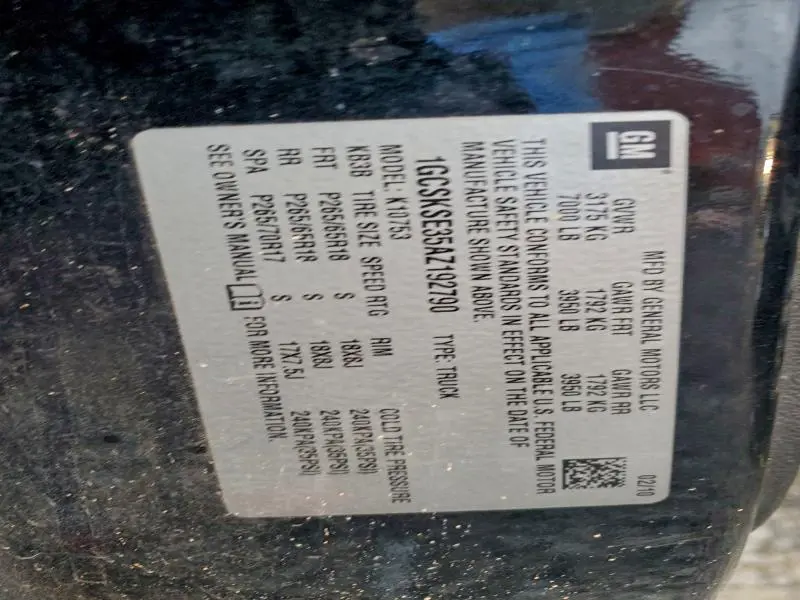 GM
MFD BY GENERAL MOTORS LLC 02/10
GVWR GAWR FRT GAWR RR
3175 KG 1792 KG 1792 KG
7000 LB 3950 LB 3950 LB
THIS VEHICLE CONFORMS TO ALL APPLICABLE U.S. FEDERAL MOTOR
VEHICLE SAFETY STANDARDS IN EFFECT ON THE DATE OF
MANUFACTURE SHOWN ABOVE.
1GCSKSE35AZ192790 TYPE: TRUCK
MODEL: K10753
KB3B TIRE SIZE SPEED RTG RIM COLD TIRE PRESSURE
FRT P265/65R18 S 18X8J 240KPA(35PSI)
RR P265/65R18 S 18X8J 240KPA(35PSI)
SPA P265/70R17 S 17X7.5J 240KPA(35PSI)
SEE OWNER'S MANUAL FOR MORE INFORMATION.